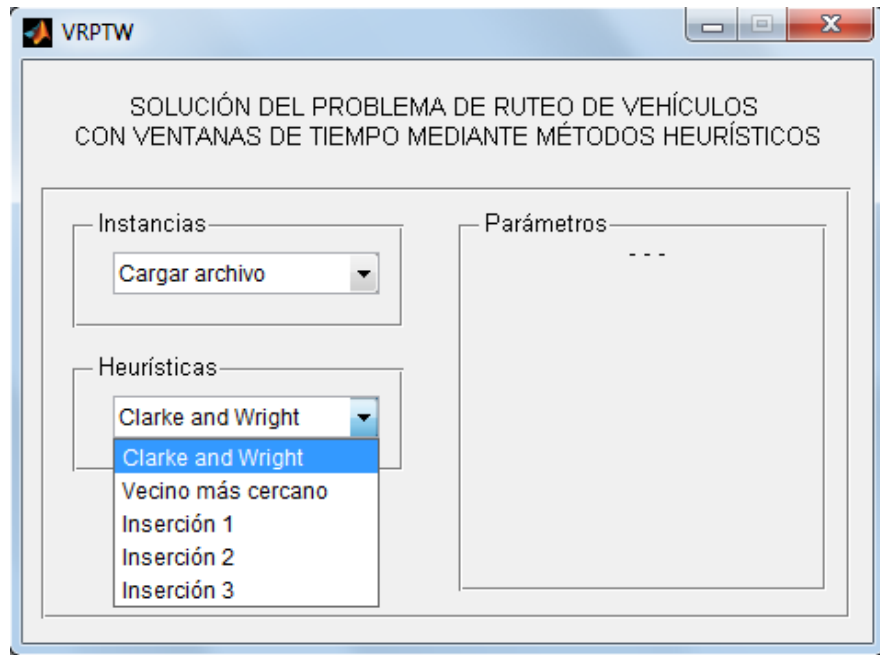 VRPTW
SOLUCIÓN DEL PROBLEMA DE RUTEO DE VEHÍCULOS
CON VENTANAS DE TIEMPO MEDIANTE MÉTODOS HEURÍSTICOS
Instancias
Cargar archivo
Heurísticas
Clarke and Wright
Clarke and Wright
Vecino más cercano
Inserción 1
Inserción 2
Inserción 3
Parámetros
- - -